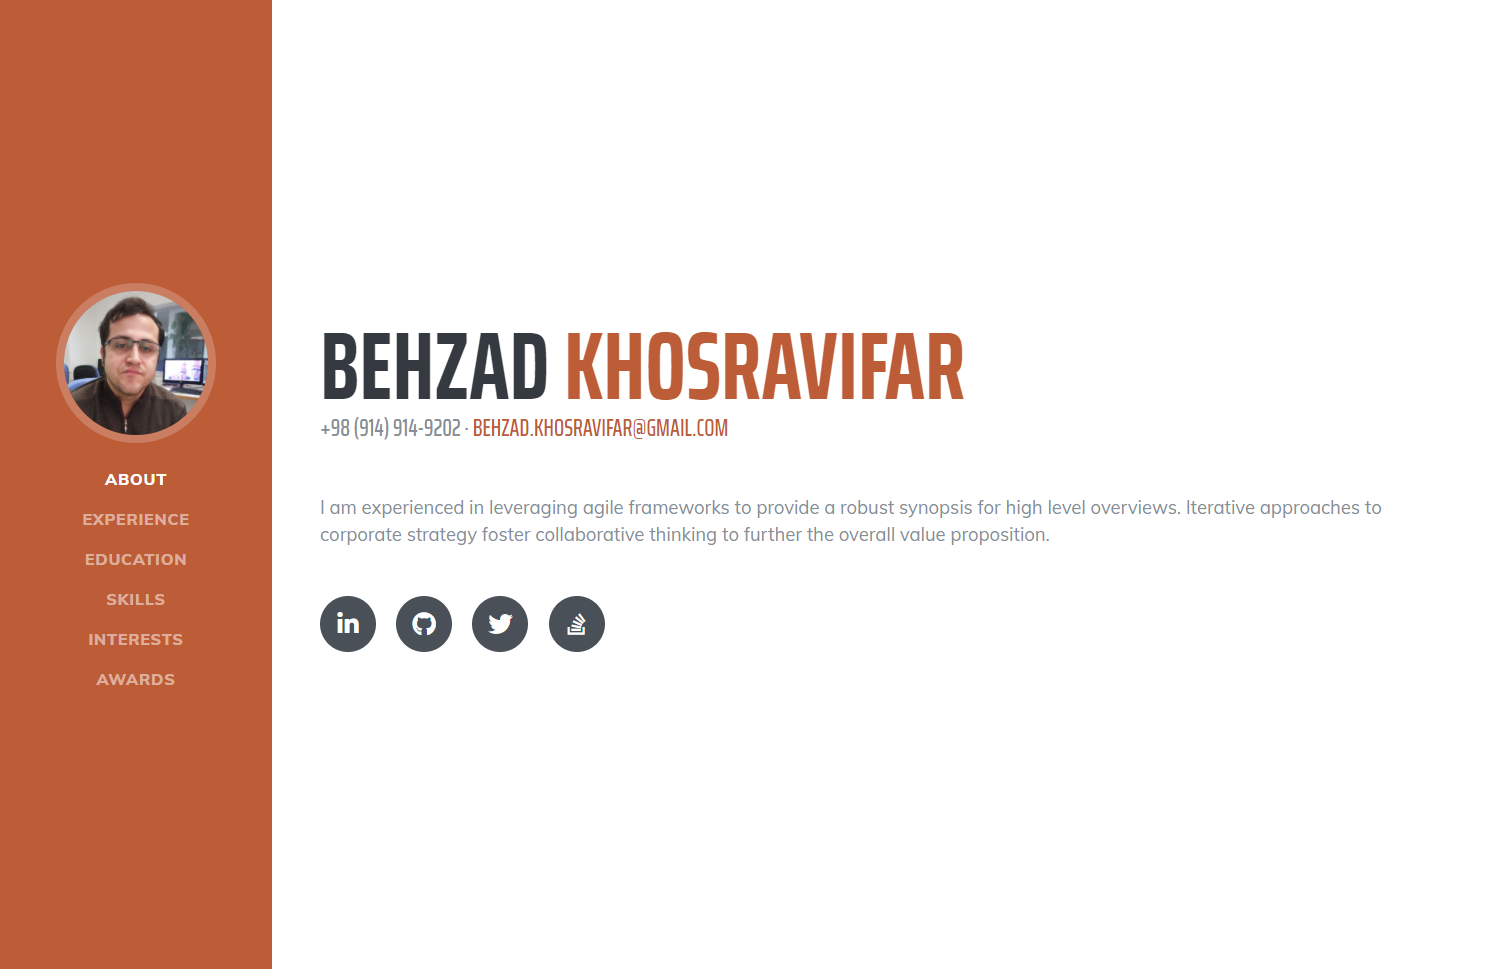 ABOUT
EXPERIENCE
EDUCATION
SKILLS
INTERESTS
AWARDS
BEHZAD KHOSRAVIFAR
+98 (914) 914-9202 · BEHZAD.KHOSRAVIFAR@GMAIL.COM
I am experienced in leveraging agile frameworks to provide a robust synopsis for high level overviews. Iterative approaches to
corporate strategy foster collaborative thinking to further the overall value proposition.
in